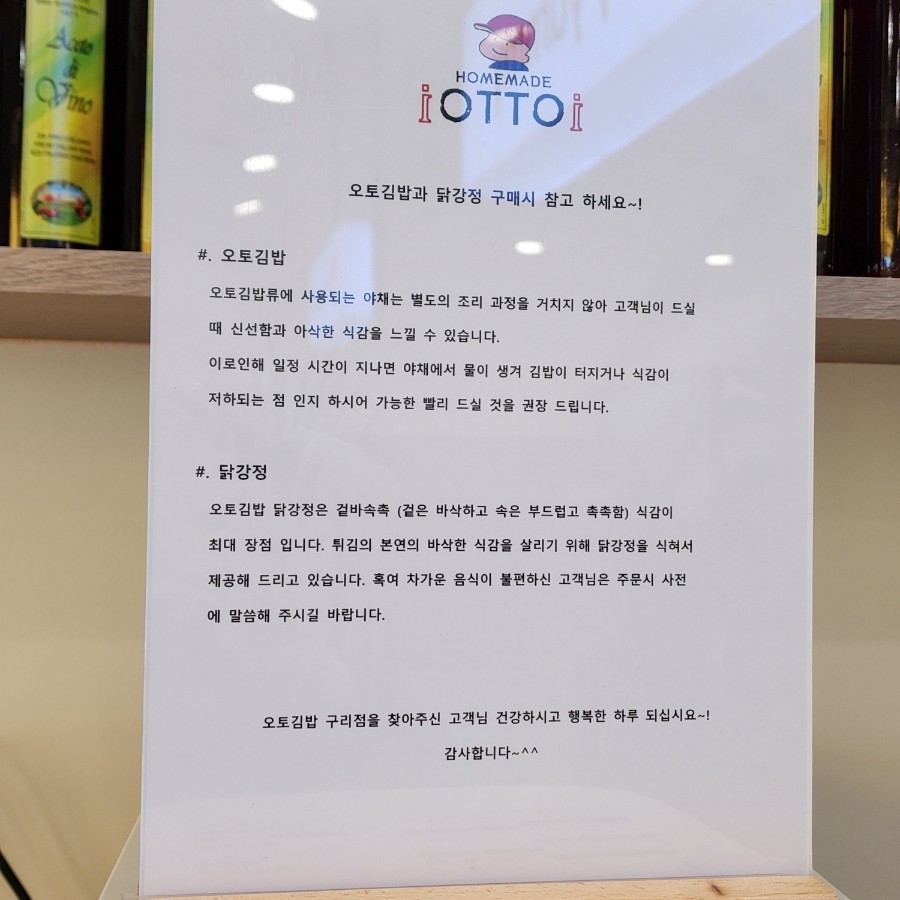 Aceto
di
Vino
HOMEMADE
iOTTOi
오토김밥과 닭강정 구매시 참고 하세요~!
#. 오토김밥
오토김밥류에 사용되는 야채는 별도의 조리 과정을 거치지 않아 고객님이 드실
때 신선함과 아삭한 식감을 느낄 수 있습니다.
이로인해 일정 시간이 지나면 야채에서 물이 생겨 김밥이 터지거나 식감이
저하되는 점 인지 하시어 가능한 빨리 드실 것을 권장 드립니다.
#. 닭강정
오토김밥 닭강정은 겉바속촉 (겉은 바삭하고 속은 부드럽고 촉촉함) 식감이
최대 장점 입니다. 튀김의 본연의 바삭한 식감을 살리기 위해 닭강정을 식혀서
제공해 드리고 있습니다. 혹여 차가운 음식이 불편하신 고객님은 주문시 사전
에 말씀해 주시길 바랍니다.
오토김밥 구리점을 찾아주신 고객님 건강하시고 행복한 하루 되십시요~!
감사합니다~^^